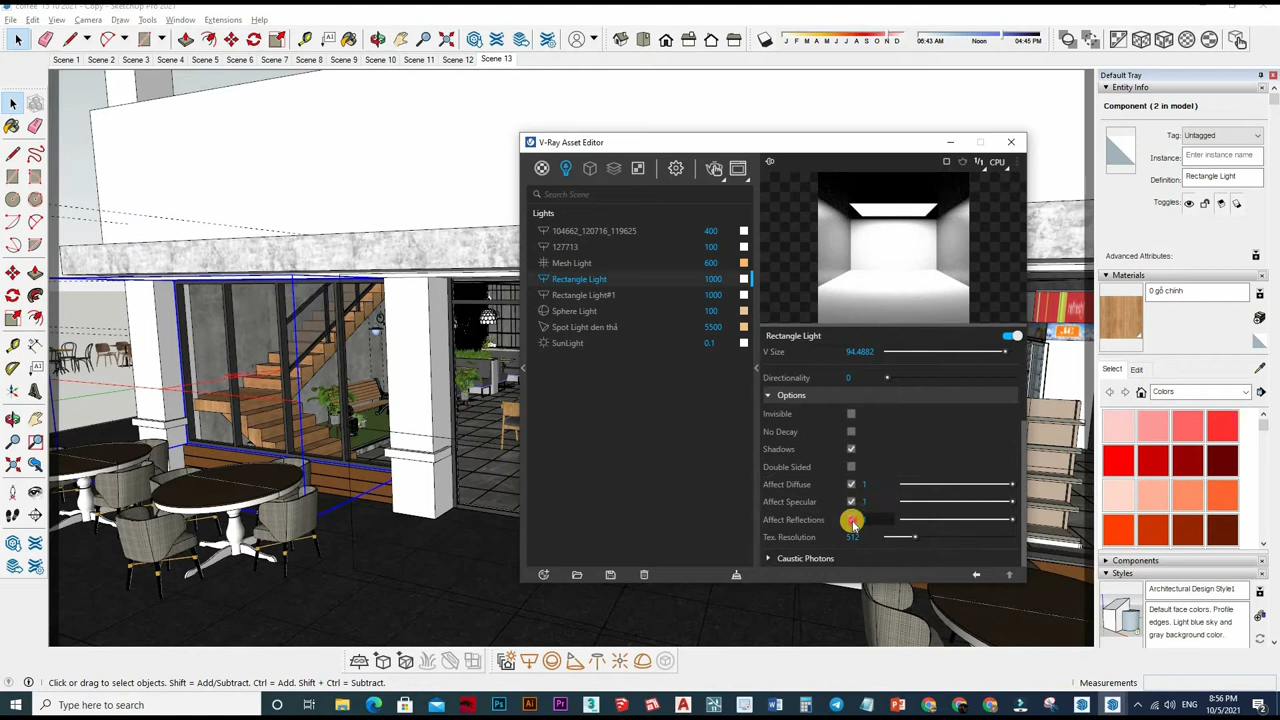 coffee 15 10 2021 - Copy - SketchUp Pro 2021
File Edit View Camera Draw Tools Window Extensions Help
J F M A M J J A S O N D
06:43 AM Noon 04:45 PM
Scene 1 Scene 2 Scene 3 Scene 4 Scene 5 Scene 6 Scene 7 Scene 8 Scene 9 Scene 10 Scene 11 Scene 12 Scene 13
Default Tray
Entity Info
Component (2 in model)
Tag: Untagged
Instance: Enter instance name
Definition: Rectangle Light
Toggles:
Advanced Attributes:
Materials
0 gỗ chính
Select Edit
Colors
Components
Styles
Architectural Design Style1
Default face colors. Profile
edges. Light blue sky and
gray background color.
V-Ray Asset Editor
CPU
1/1
Search Scene
Lights
104662_120716_119625 400
127713 100
Mesh Light 600
Rectangle Light 1000
Rectangle Light#1 1000
Sphere Light 100
Spot Light den thả 5500
SunLight 0.1
Rectangle Light
V Size 94.4882
Directionality 0
Options
Invisible
No Decay
Shadows
Double Sided
Affect Diffuse 1
Affect Specular 1
Affect Reflections
Tex. Resolution 512
Caustic Photons
Click or drag to select objects. Shift = Add/Subtract. Ctrl = Add. Shift + Ctrl = Subtract.
Measurements
Type here to search
8:56 PM
10/5/2021